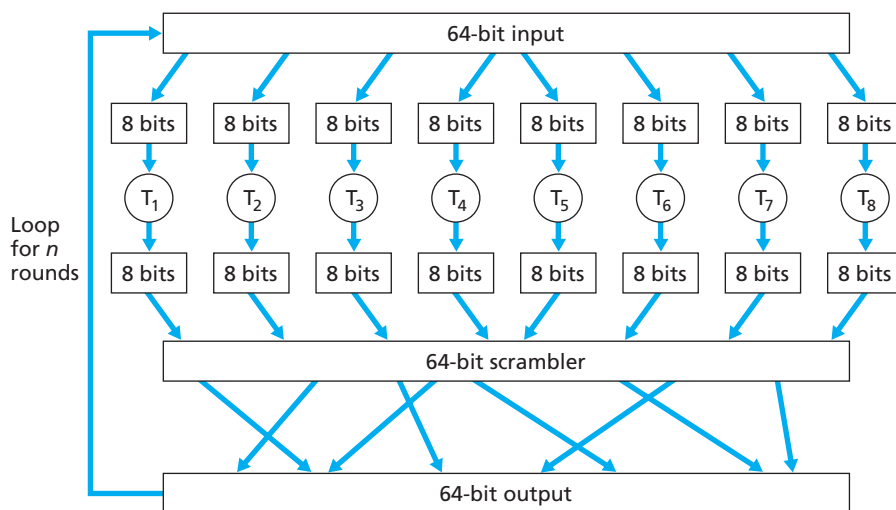 64-bit input
8 bits 8 bits 8 bits 8 bits 8 bits 8 bits 8 bits 8 bits
T1 T2 T3 T4 T5 T6 T7 T8
Loop
for n
rounds
8 bits 8 bits 8 bits 8 bits 8 bits 8 bits 8 bits 8 bits
64-bit scrambler
64-bit output